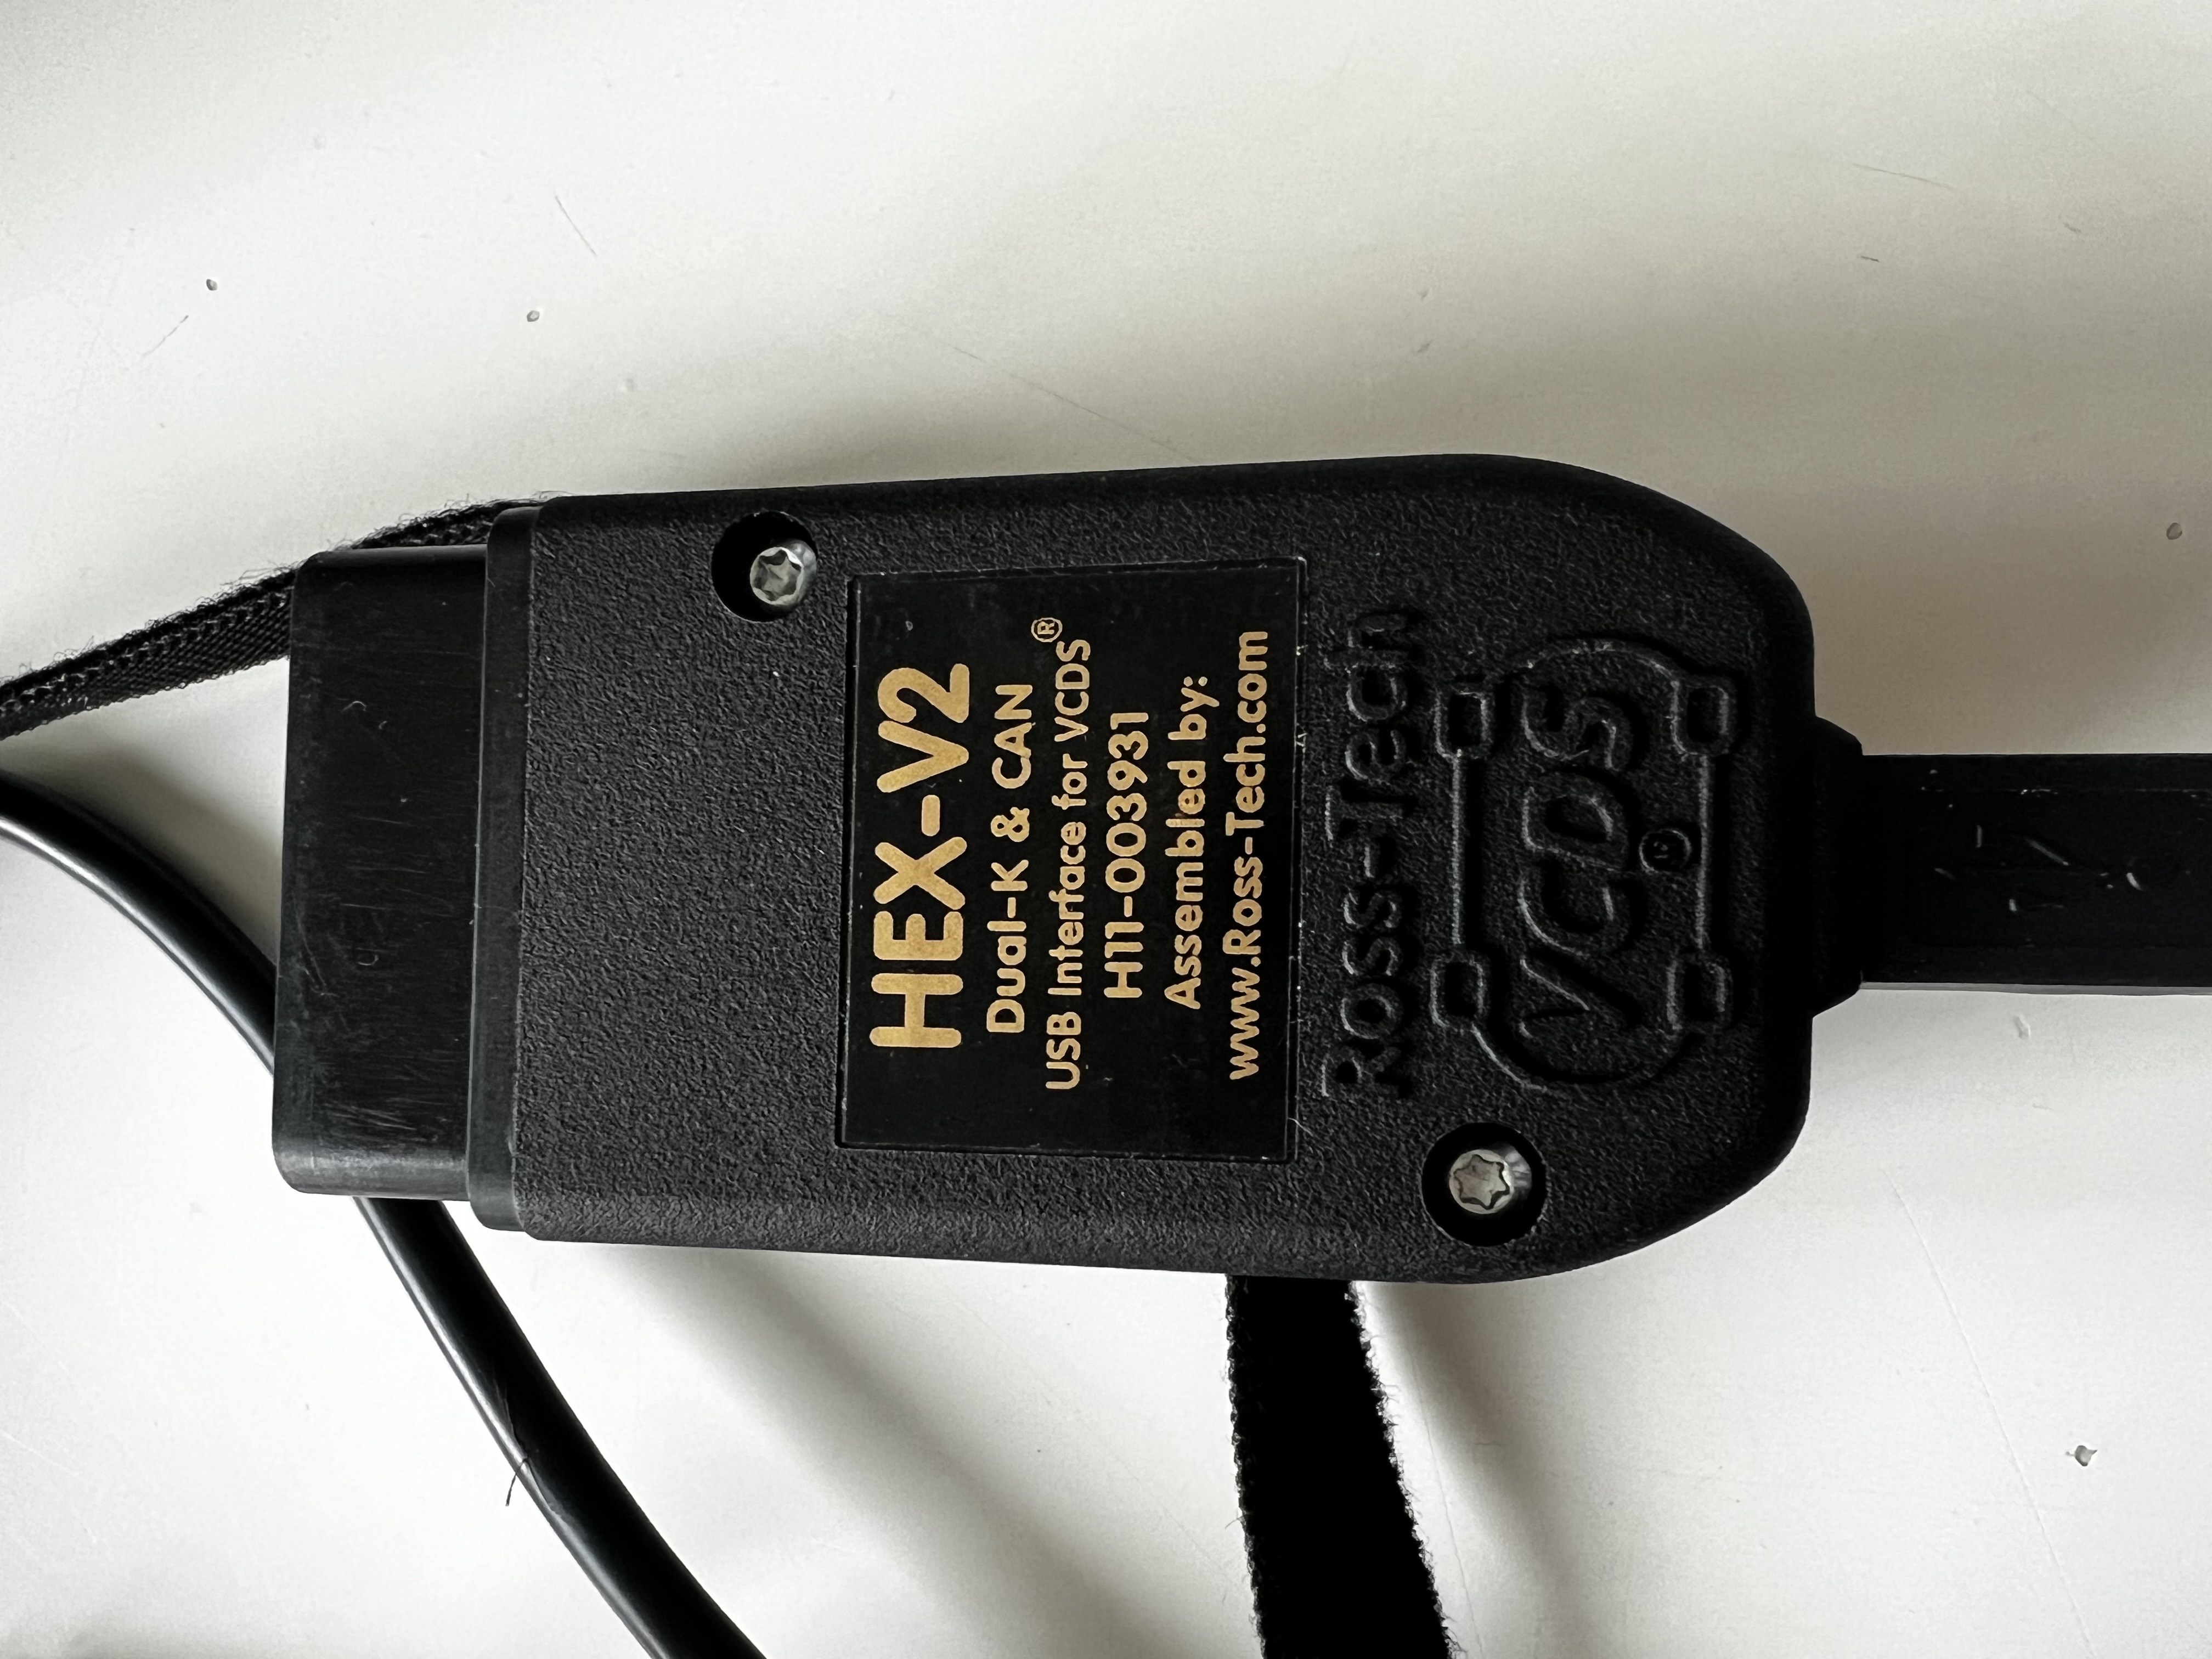 HEX-V2
Dual-K & CAN
USB Interface for VCDS®
H11-003931
Assembled by:
www.Ross-Tech.com
Ross-Tech
VCDS
®